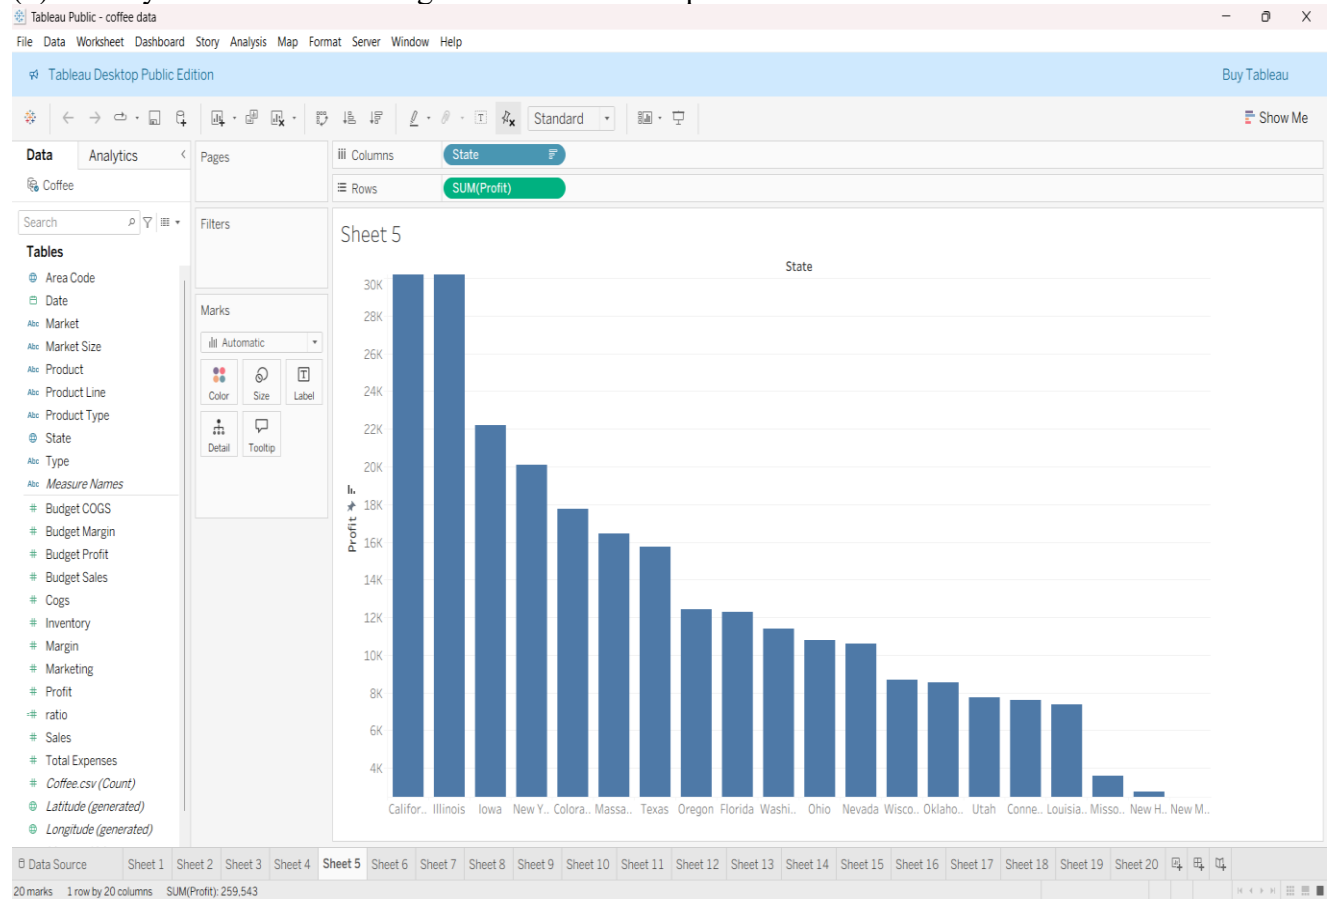 Tableau Public - coffee data
File Data Worksheet Dashboard Story Analysis Map Format Server Window Help
Tableau Desktop Public Edition Buy Tableau
Standard Show Me
Data Analytics
Coffee
Search
Tables
Area Code
Date
Abc Market
Abc Market Size
Abc Product
Abc Product Line
Abc Product Type
State
Abc Type
Abc Measure Names
# Budget COGS
# Budget Margin
# Budget Profit
# Budget Sales
# Cogs
# Inventory
# Margin
# Marketing
# Profit
=# ratio
# Sales
# Total Expenses
# Coffee.csv (Count)
Latitude (generated)
Longitude (generated)
Pages
Filters
Marks
Automatic
Color Size Label
Detail Tooltip
Columns State
Rows SUM(Profit)
Sheet 5
State
30K
28K
26K
24K
22K
20K
18K
16K
14K
12K
10K
8K
6K
4K
Profit
Califor.. Illinois Iowa New Y.. Colora.. Massa.. Texas Oregon Florida Washi.. Ohio Nevada Wisco.. Oklaho.. Utah Conne.. Louisia.. Misso.. New H.. New M..
Data Source Sheet 1 Sheet 2 Sheet 3 Sheet 4 Sheet 5 Sheet 6 Sheet 7 Sheet 8 Sheet 9 Sheet 10 Sheet 11 Sheet 12 Sheet 13 Sheet 14 Sheet 15 Sheet 16 Sheet 17 Sheet 18 Sheet 19 Sheet 20
20 marks 1 row by 20 columns SUM(Profit): 259,543